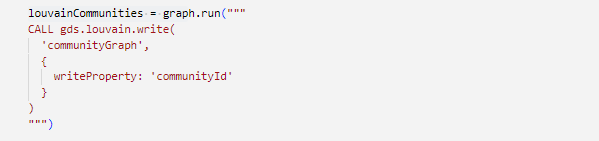 louvainCommunities = graph.run("""
CALL gds.louvain.write(
  'communityGraph',
  {
    writeProperty: 'communityId'
  }
)
""")